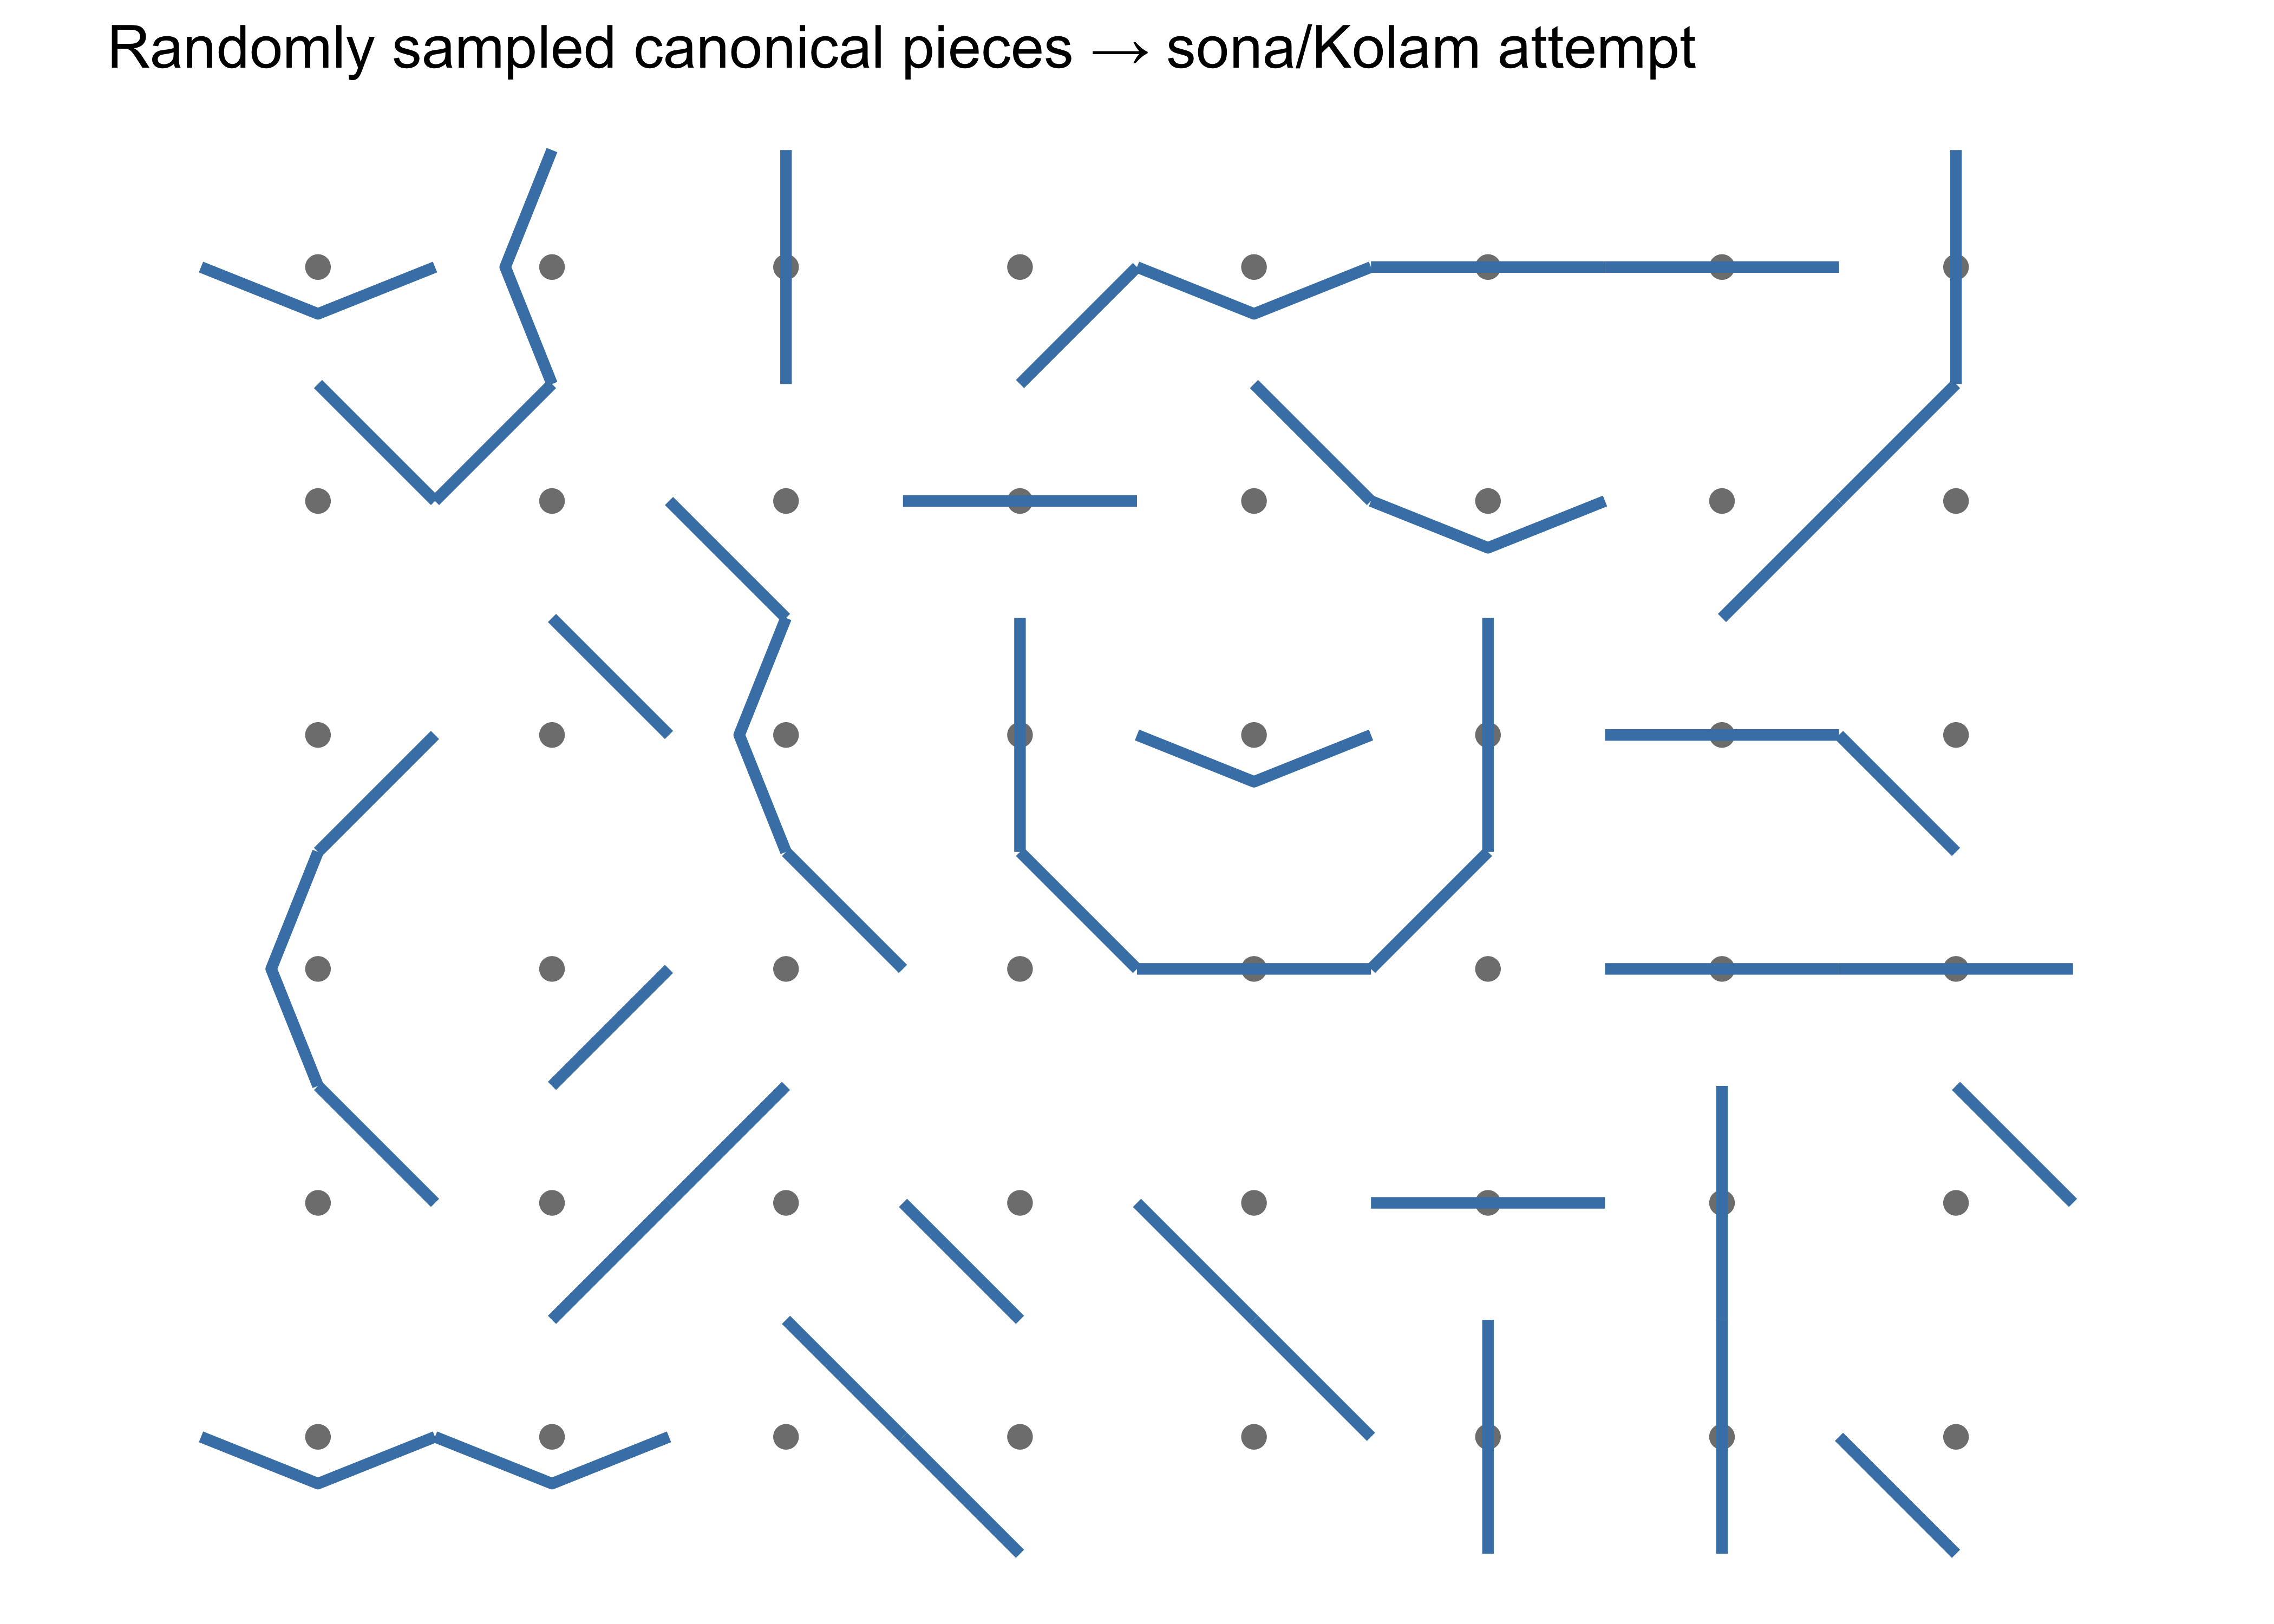 Randomly sampled canonical pieces → sona/Kolam attempt